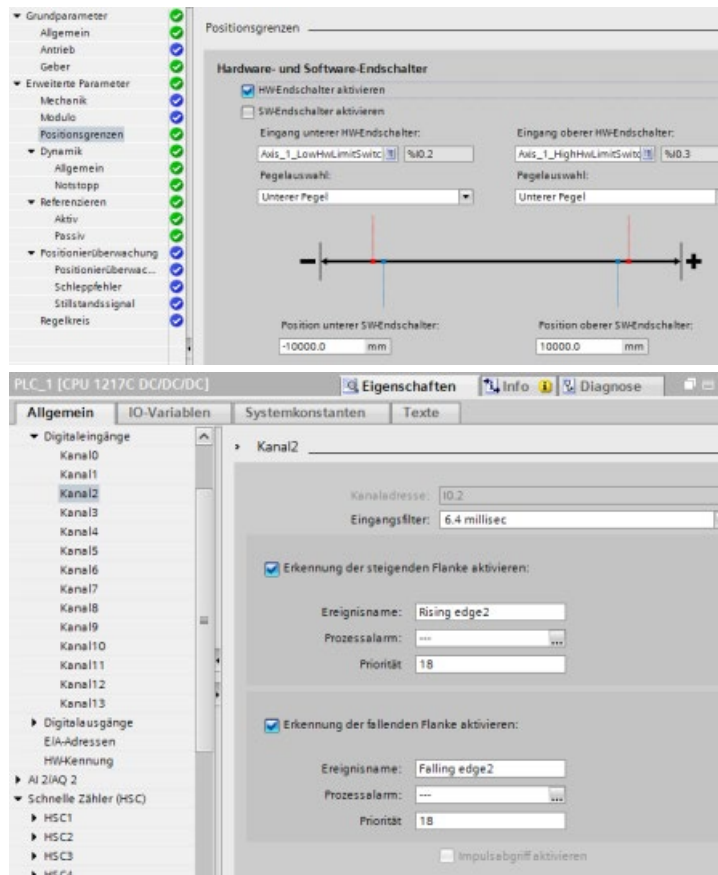 Grundparameter
Allgemein
Antrieb
Geber
Erweiterte Parameter
Mechanik
Modulo
Positionsgrenzen
Dynamik
Allgemein
Notstopp
Referenzieren
Aktiv
Passiv
Positionierüberwachung
Positionierüberwac...
Schleppfehler
Stillstandssignal
Regelkreis
Positionsgrenzen
Hardware- und Software-Endschalter
HW-Endschalter aktivieren
SW-Endschalter aktivieren
Eingang unterer HW-Endschalter:
Eingang oberer HW-Endschalter:
Axis_1_LowHwLimitSwitc %I0.2
Axis_1_HighHwLimitSwitc %I0.3
Pegelauswahl:
Pegelauswahl:
Unterer Pegel
Unterer Pegel
- +
Position unterer SW-Endschalter:
Position oberer SW-Endschalter:
-10000.0 mm
10000.0 mm
PLC_1 [CPU 1217C DC/DC/DC]
Eigenschaften Info Diagnose
Allgemein IO-Variablen Systemkonstanten Texte
Digitaleingänge
Kanal0
Kanal1
Kanal2
Kanal3
Kanal4
Kanal5
Kanal6
Kanal7
Kanal8
Kanal9
Kanal10
Kanal11
Kanal12
Kanal13
Digitalausgänge
E/A-Adressen
HW-Kennung
AI 2/AQ 2
Schnelle Zähler (HSC)
HSC1
HSC2
HSC3
HSC4
Kanal2
Kanaladresse: I0.2
Eingangsfilter: 6.4 millisec
Erkennung der steigenden Flanke aktivieren:
Ereignisname: Rising edge2
Prozessalarm: --- ...
Priorität 18
Erkennung der fallenden Flanke aktivieren:
Ereignisname: Falling edge2
Prozessalarm: --- ...
Priorität 18
Impulsabgriff aktivieren